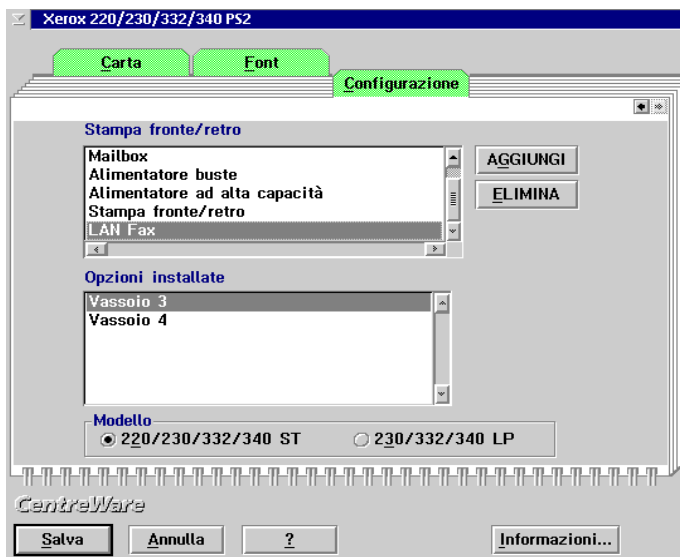 Xerox 220/230/332/340 PS2
Carta
Font
Configurazione
Stampa fronte/retro
Mailbox
Alimentatore buste
Alimentatore ad alta capacità
Stampa fronte/retro
LAN Fax
AGGIUNGI
ELIMINA
Opzioni installate
Vassoio 3
Vassoio 4
Modello
220/230/332/340 ST
230/332/340 LP
CentreWare
Salva
Annulla
?
Informazioni...